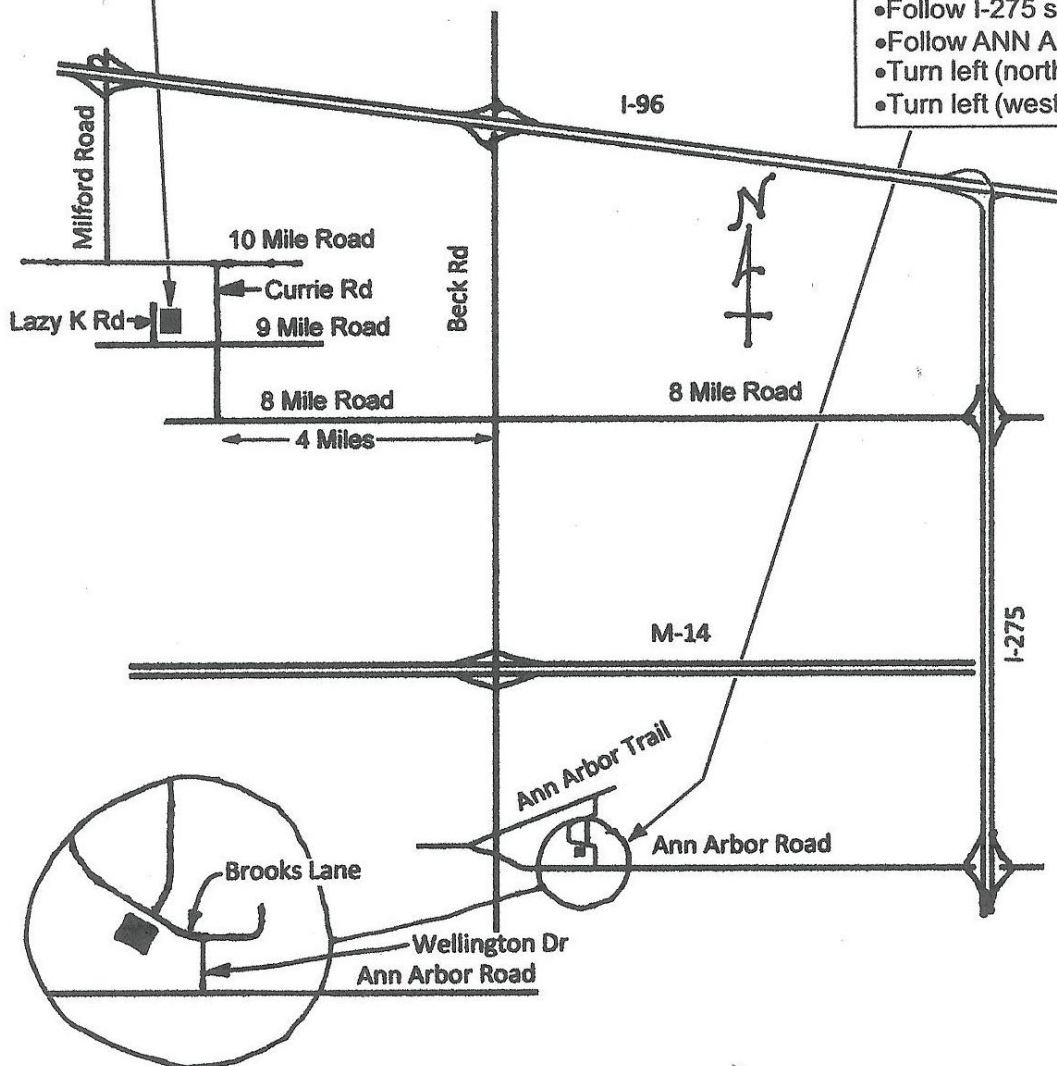 •Follow I-275 s
•Follow ANN A
•Turn left (north
•Turn left (west
I-96
Milford Road
N
10 Mile Road
Beck Rd
Currie Rd
Lazy K Rd
9 Mile Road
8 Mile Road
8 Mile Road
4 Miles
I-275
M-14
Ann Arbor Trail
Ann Arbor Road
Brooks Lane
Wellington Dr
Ann Arbor Road